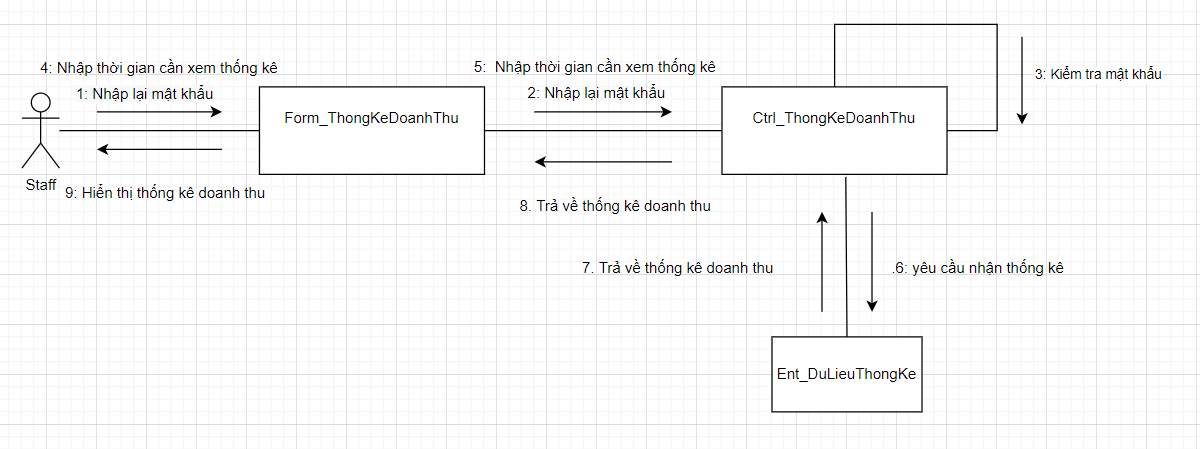 4: Nhập thời gian cần xem thống kê
5:  Nhập thời gian cần xem thống kê
3: Kiểm tra mật khẩu
1: Nhập lại mật khẩu
2: Nhập lại mật khẩu
Form_ThongKeDoanhThu
Ctrl_ThongKeDoanhThu
Staff
9: Hiển thị thống kê doanh thu
8. Trả về thống kê doanh thu
7. Trả về thống kê doanh thu
.6: yêu cầu nhận thống kê
Ent_DuLieuThongKe